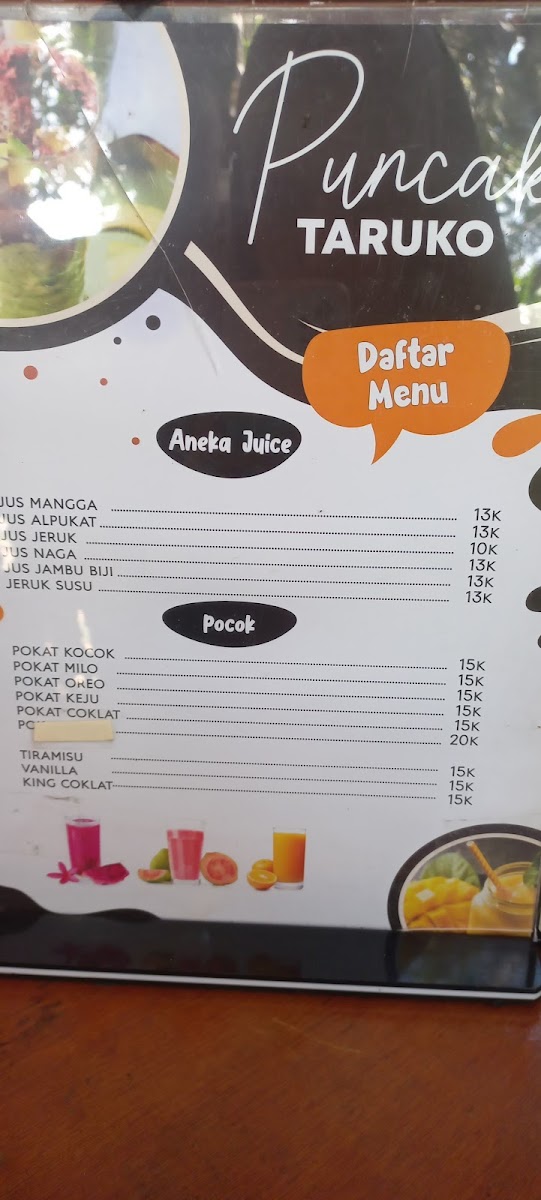 Puncak
TARUKO
Daftar
Menu
Aneka Juice
JUS MANGGA 13K
JUS ALPUKAT 13K
JUS JERUK 10K
JUS NAGA 13K
JUS JAMBU BIJI 13K
JERUK SUSU 13K
Pocok
POKAT KOCOK 15K
POKAT MILO 15K
POKAT OREO 15K
POKAT KEJU 15K
POKAT COKLAT 15K
20K
TIRAMISU 15K
VANILLA 15K
KING COKLAT 15K